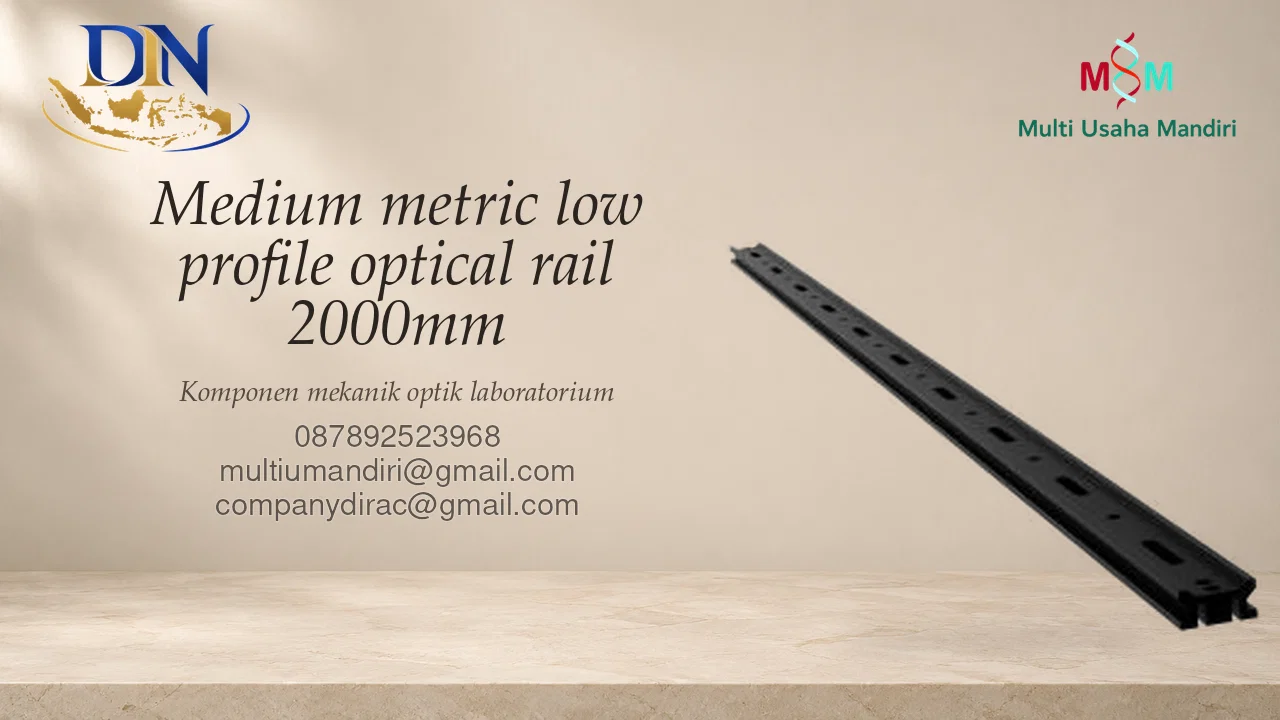 DIN
M M
Multi Usaha Mandiri
Medium metric low
profile optical rail
2000mm
Komponen mekanik optik laboratorium
087892523968
multiumandiri@gmail.com
companydirac@gmail.com